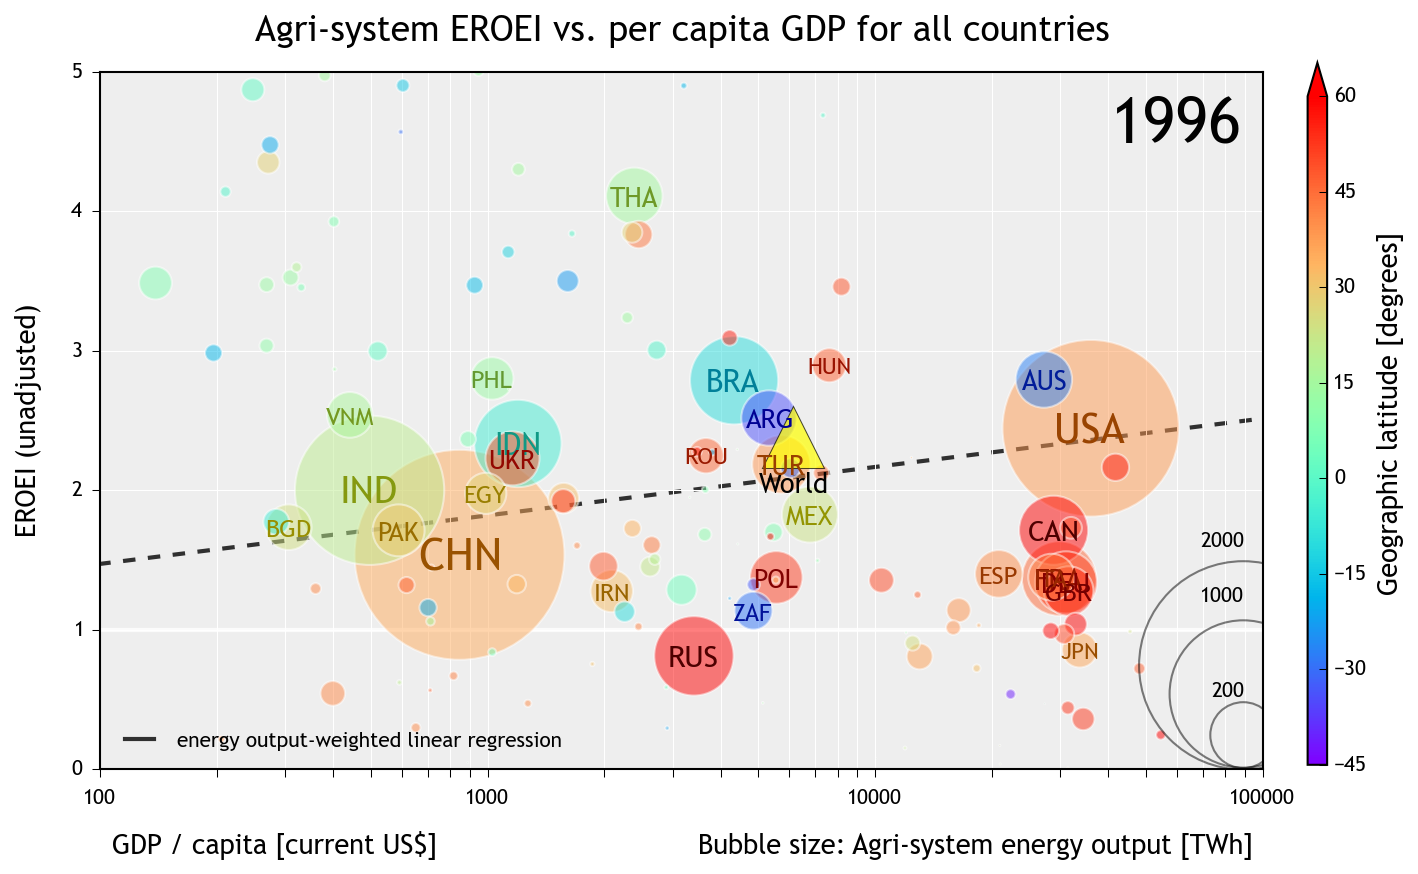 Agri-system EROEI vs. per capita GDP for all countries
1996
EROEI (unadjusted)
5
4
3
2
1
0
THA
HUN
PHL
BRA
AUS
VNM
ARG
USA
IDN
UKR
ROU
TUR
World
IND
EGY
MEX
BGD
PAK
CHN
CAN
IRN
POL
ESP
FRA
DEU
GBR
ZAF
RUS
JPN
2000
1000
200
energy output-weighted linear regression
100
1000
10000
100000
GDP / capita [current US$]
Bubble size: Agri-system energy output [TWh]
60
45
30
15
0
−15
−30
−45
Geographic latitude [degrees]